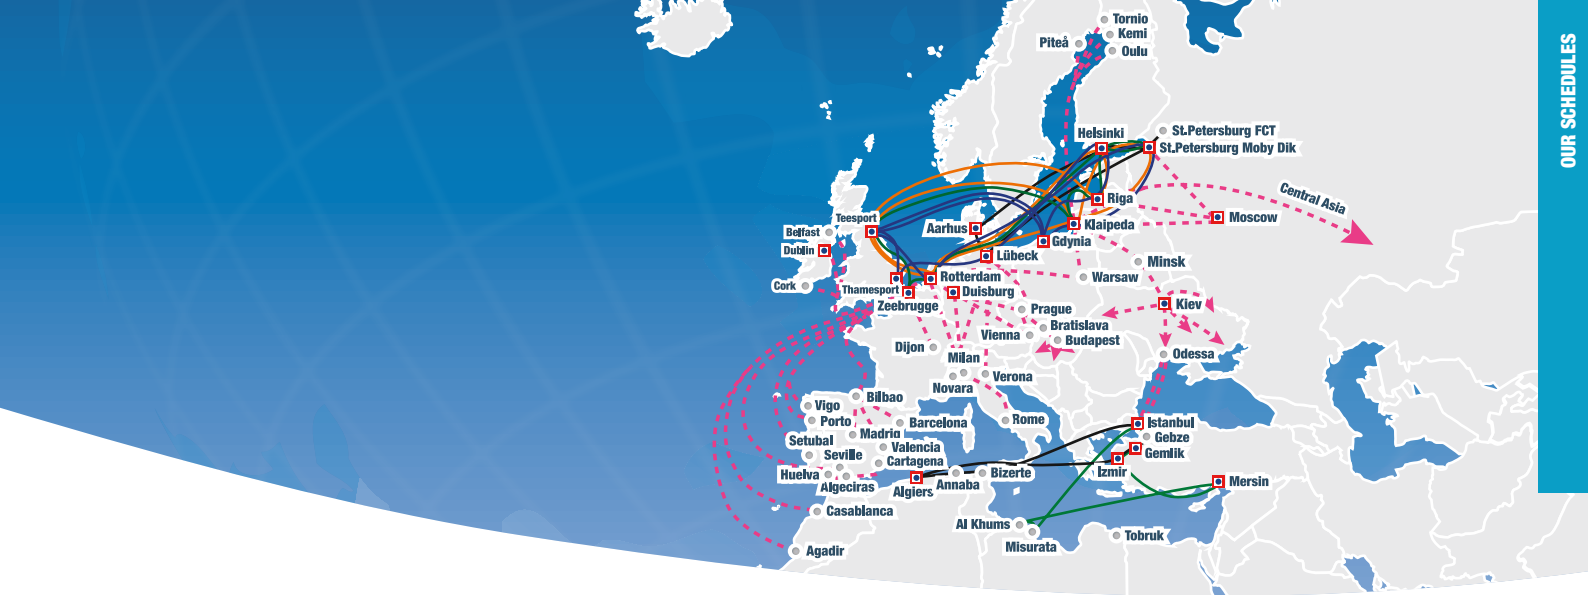 Tornio
Kemi
Piteå
Oulu
OUR SCHEDULES
St.Petersburg FCT
Helsinki
St.Petersburg Moby Dik
Central Asia
Riga
Teesport
Moscow
Klaipeda
Aarhus
Belfast
Gdynia
Dublin
Lübeck
Minsk
Rotterdam
Warsaw
Cork
Thamesport
Duisburg
Zeebrugge
Kiev
Prague
Bratislava
Vienna
Budapest
Dijon
Milan
Odessa
Verona
Novara
Bilbao
Vigo
Porto
Barcelona
Rome
Istanbul
Madrid
Gebze
Setubal
Valencia
Gemlik
Seville
Cartagena
Huelva
Bizerte
Izmir
Algeciras
Annaba
Algiers
Mersin
Casablanca
Al Khums
Tobruk
Misurata
Agadir